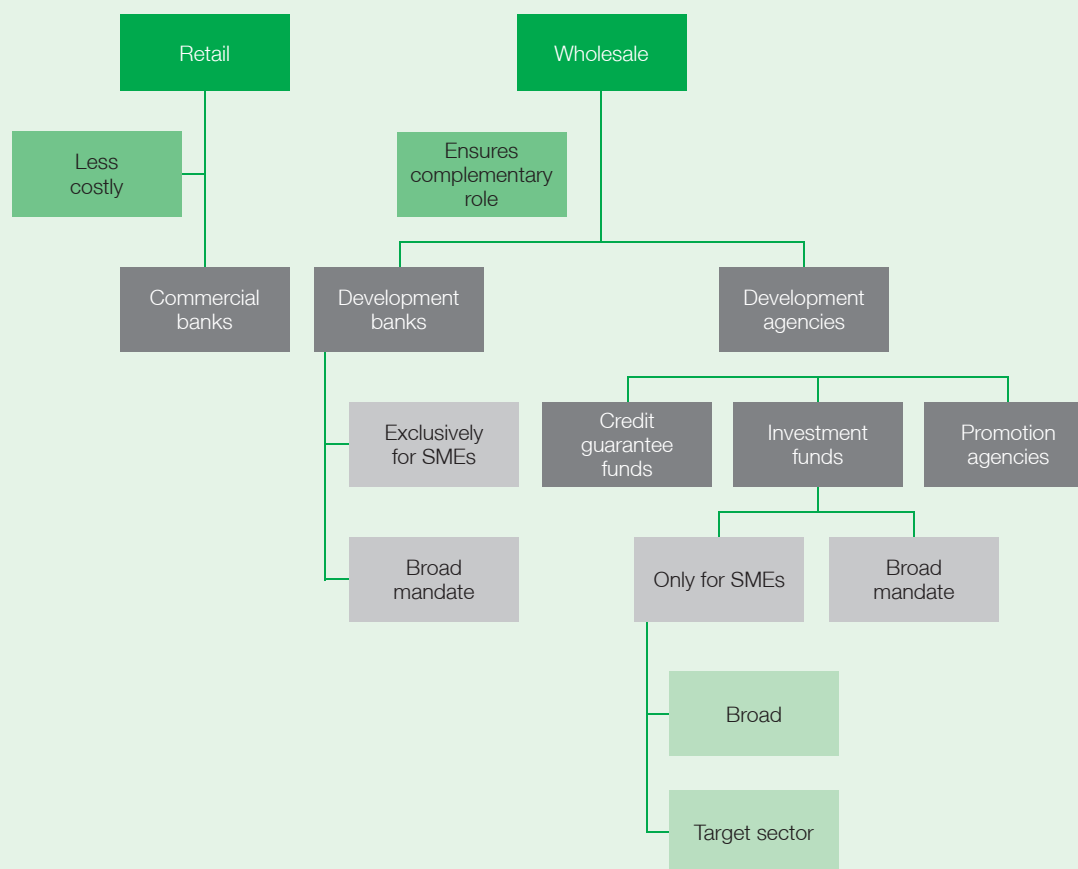 Retail
Wholesale
Less
costly
Ensures
complementary
role
Commercial
banks
Development
banks
Development
agencies
Exclusively
for SMEs
Credit
guarantee
funds
Investment
funds
Promotion
agencies
Broad
mandate
Only for SMEs
Broad
mandate
Broad
Target sector